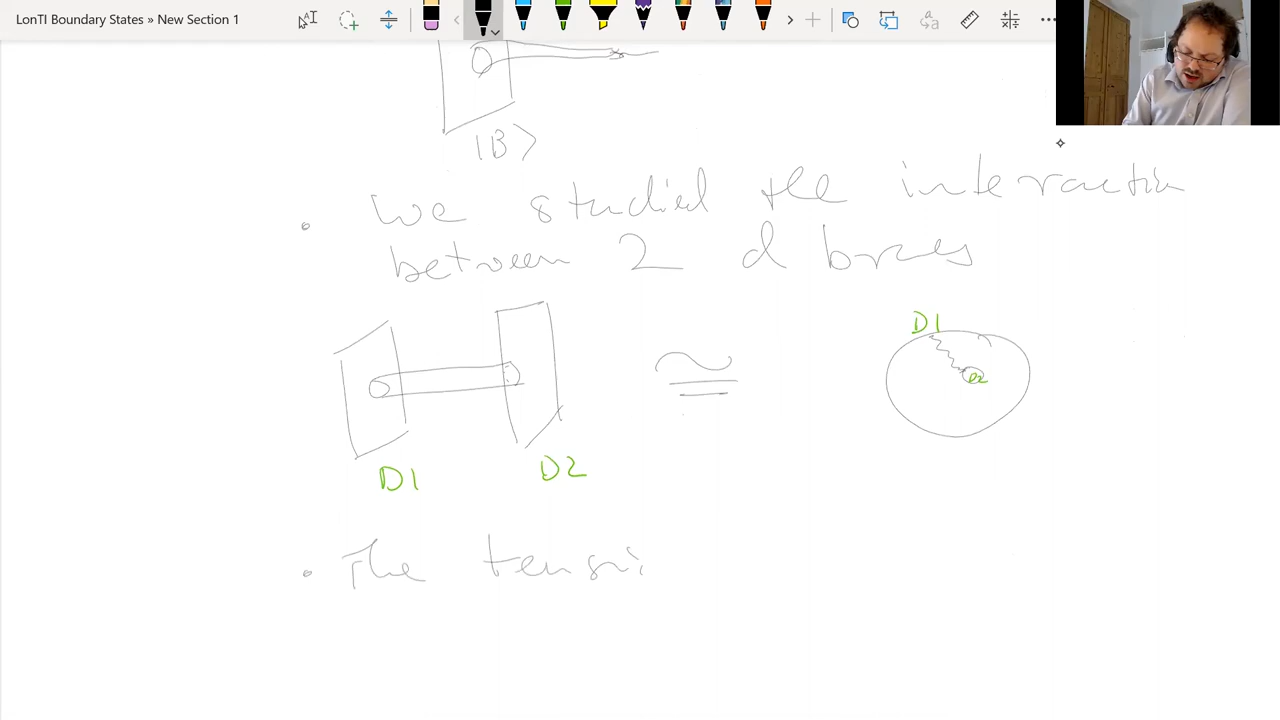 LonTI Boundary States » New Section 1
|B⟩
• We studied the interaction
between 2 d branes
D1
D2
D1 D2
• The tensi